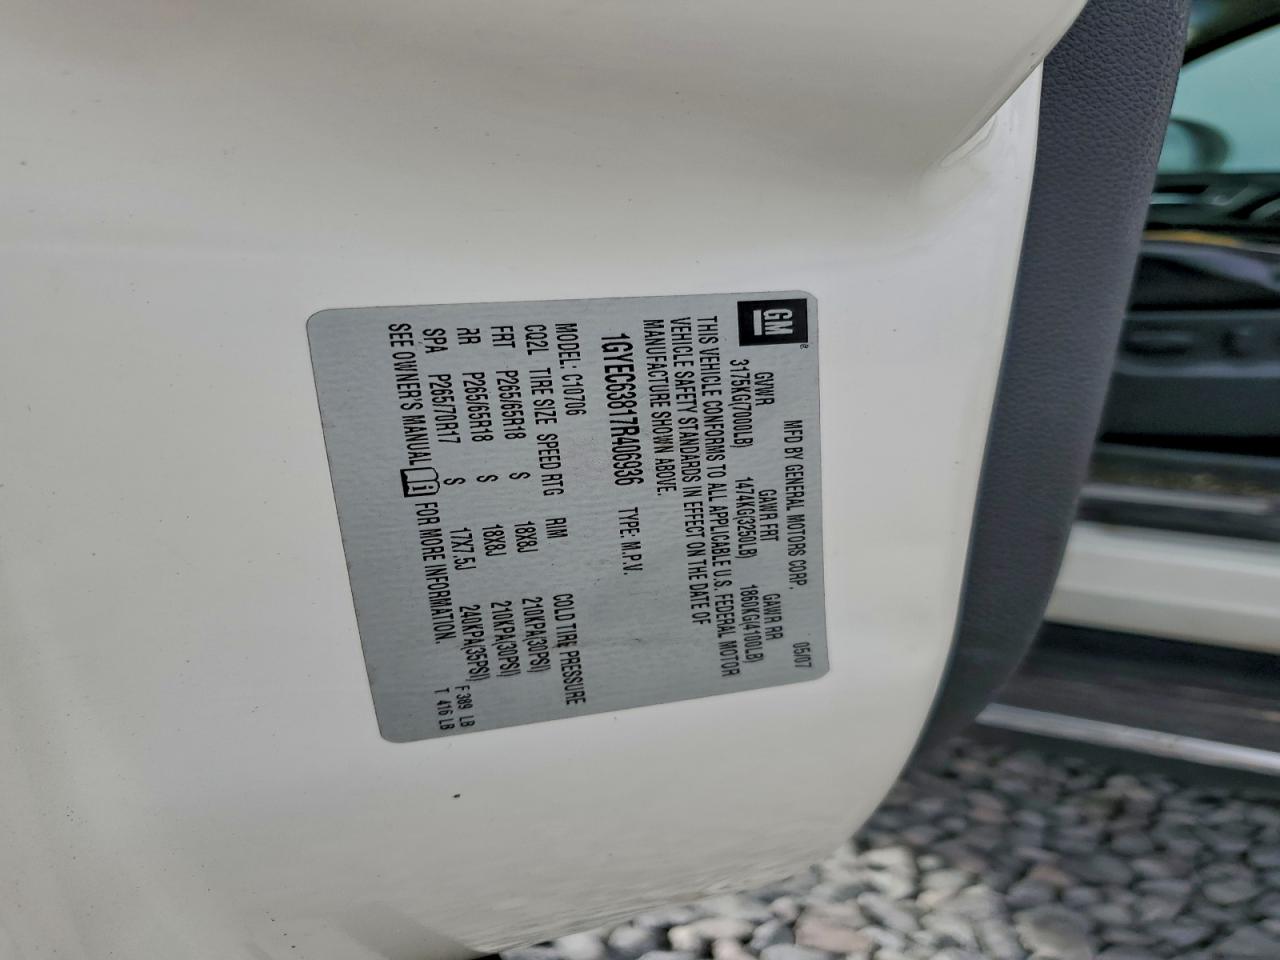 GM®
MFD BY GENERAL MOTORS CORP. 05/07
GVWR GAWR FRT GAWR RR
3175KG(7000LB) 1474KG(3250LB) 1860KG(4100LB)
THIS VEHICLE CONFORMS TO ALL APPLICABLE U.S. FEDERAL MOTOR
VEHICLE SAFETY STANDARDS IN EFFECT ON THE DATE OF
MANUFACTURE SHOWN ABOVE.
1GYEC63817R406936 TYPE: M.P.V.
MODEL: C10706
CQ2L TIRE SIZE SPEED RTG RIM COLD TIRE PRESSURE
FRT P265/65R18 S 18X8J 210KPA(30PSI)
RR P265/65R18 S 18X8J 210KPA(30PSI)
SPA P265/70R17 S 17X7.5J 240KPA(35PSI)
SEE OWNER'S MANUAL i FOR MORE INFORMATION.
F 389 LB
T 416 LB